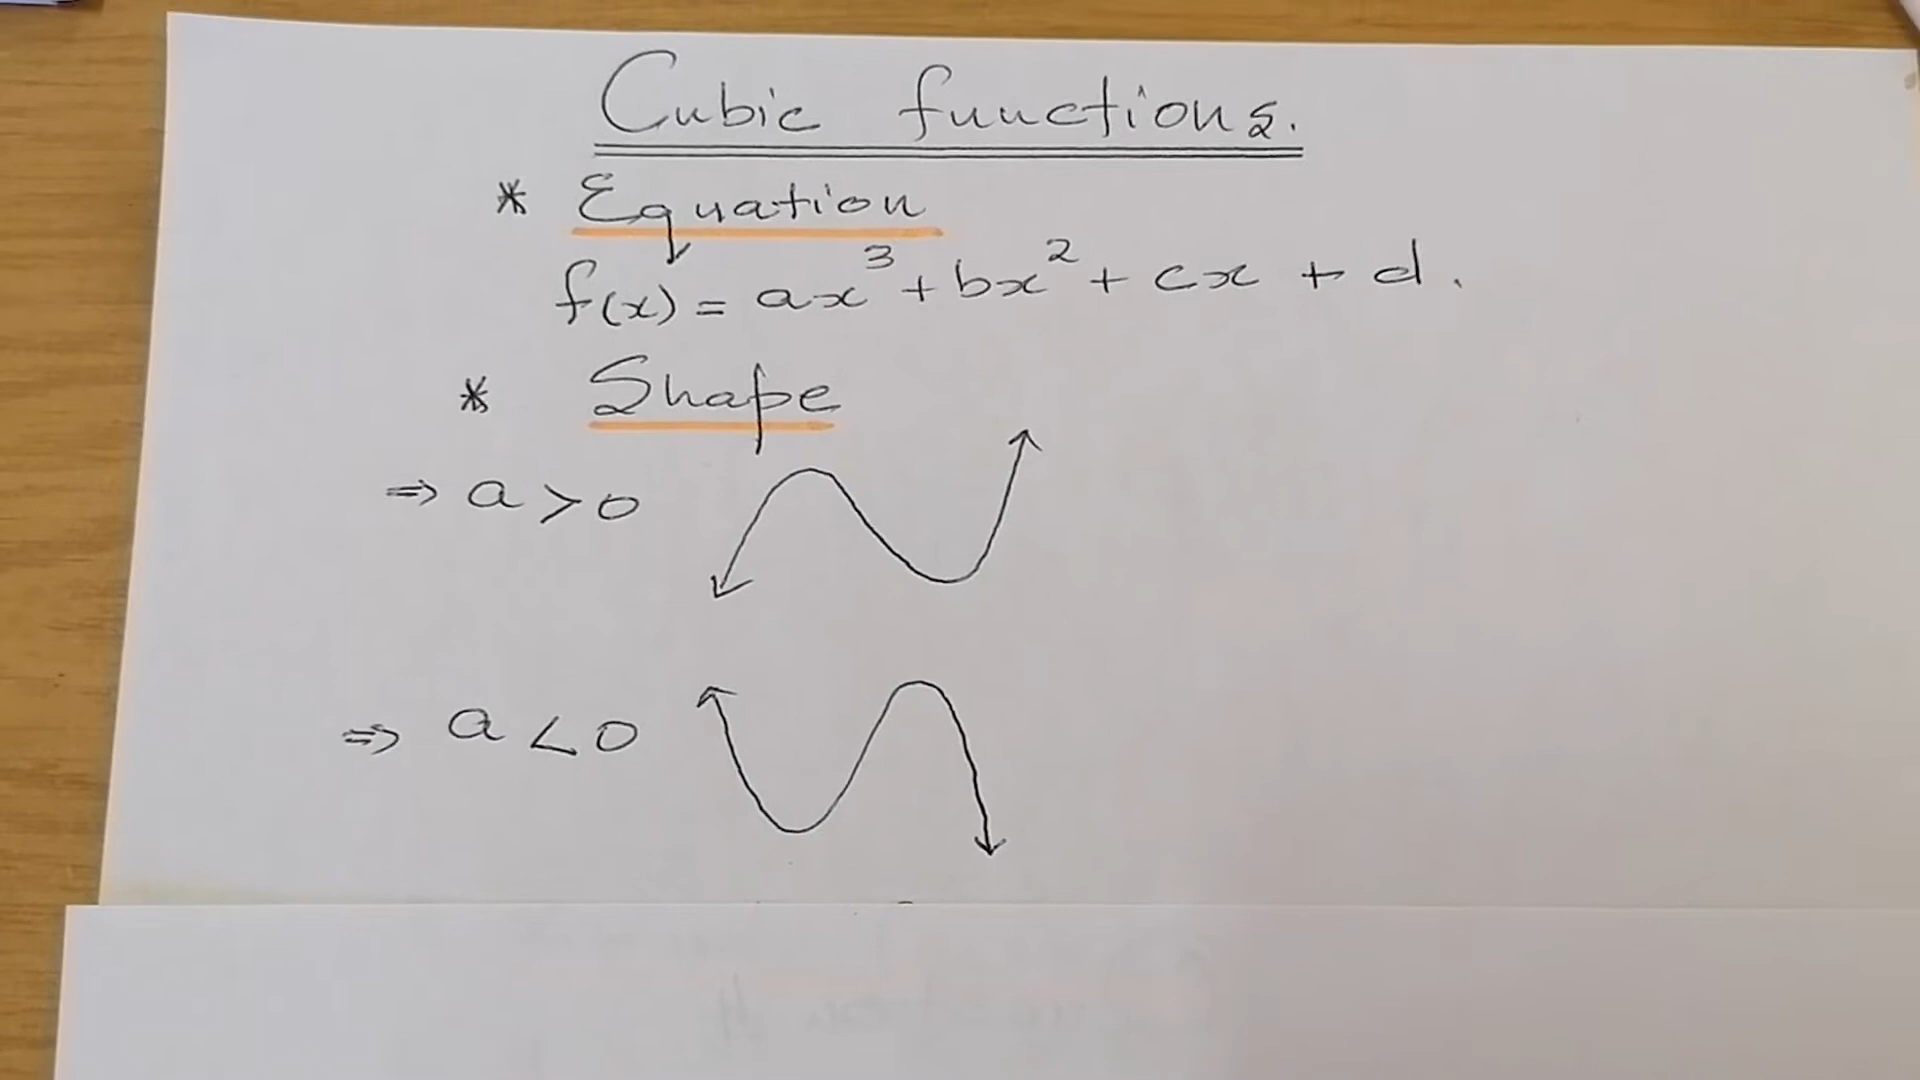 Cubic functions.
* Equation
f(x) = ax³ + bx² + cx + d.
* Shape
⇒ a > 0
⇒ a < 0